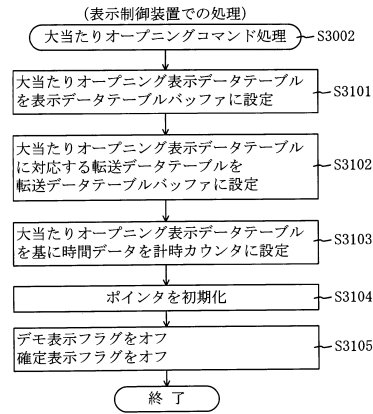 (表示制御装置での処理)
大当たりオープニングコマンド処理 S3002
大当たりオープニング表示データテーブル
を表示データテーブルバッファに設定 S3101
大当たりオープニング表示データテーブル
に対応する転送データテーブルを S3102
転送データテーブルバッファに設定
大当たりオープニング表示データテーブル
を基に時間データを計時カウンタに設定 S3103
ポインタを初期化 S3104
デモ表示フラグをオフ
確定表示フラグをオフ S3105
終了